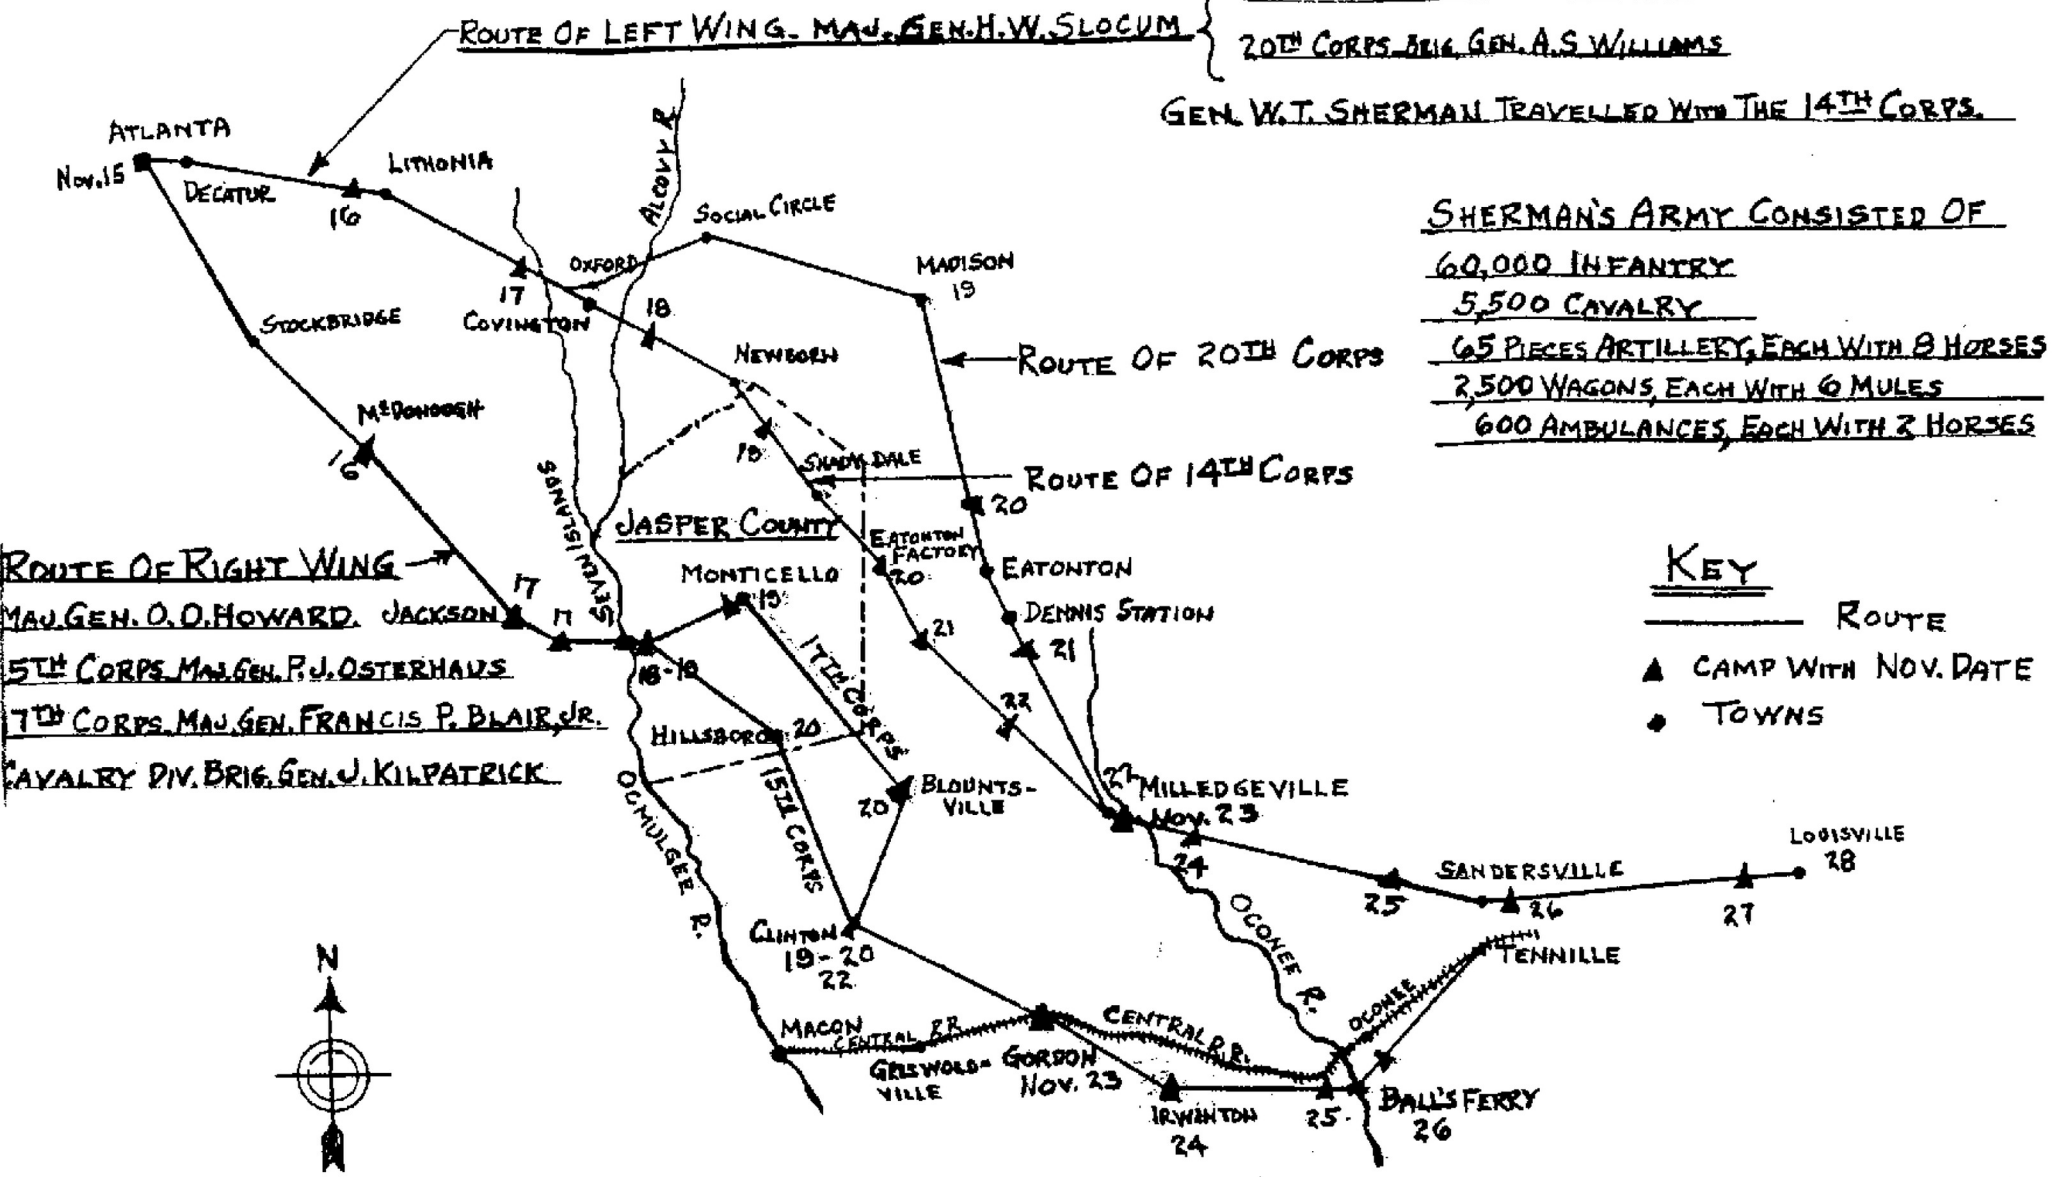 ROUTE OF LEFT WING. MAJ. GEN. H.W. SLOCUM
20TH CORPS BRIG. GEN. A.S WILLIAMS
GEN. W.T. SHERMAN TRAVELLED WITH THE 14TH CORPS.
ATLANTA
NOV. 15
DECATUR
16
LITHONIA
ALCOVY R.
SOCIAL CIRCLE
OXFORD
17
COVINGTON
18
MADISON
19
STOCKBRIDGE
NEWBORN
ROUTE OF 20TH CORPS
SHERMAN'S ARMY CONSISTED OF
60,000 INFANTRY
5,500 CAVALRY
65 PIECES ARTILLERY, EACH WITH 8 HORSES
2,500 WAGONS, EACH WITH 6 MULES
600 AMBULANCES, EACH WITH 2 HORSES
McDONOUGH
16
19
SHADY DALE
ROUTE OF 14TH CORPS
20
SEVEN ISLANDS
JASPER COUNTY
EATONTON
FACTORY
20
EATONTON
MONTICELLO
19
DENNIS STATION
21
21
ROUTE OF RIGHT WING
MAJ. GEN. O.O. HOWARD.
5TH CORPS MAJ. GEN. P.J. OSTERHAUS
17TH CORPS MAJ. GEN. FRANCIS P. BLAIR, JR.
CAVALRY DIV. BRIG. GEN. J. KILPATRICK
17
JACKSON
17
18-19
17TH CORPS
22
HILLSBORO
20
15TH CORPS
20
BLOUNTS-
VILLE
OCMULGEE R.
KEY
ROUTE
CAMP WITH NOV. DATE
TOWNS
22
MILLEDGEVILLE
NOV. 23
24
25
SANDERSVILLE
26
27
LOUISVILLE
28
OCONEE R.
TENNILLE
OCONEE
CLINTON
19-20
22
N
MACON
CENTRAL R.R.
GRISWOLD-
VILLE
GORDON
NOV. 23
CENTRAL R.R.
IRWINTON
24
25
BALL'S FERRY
26